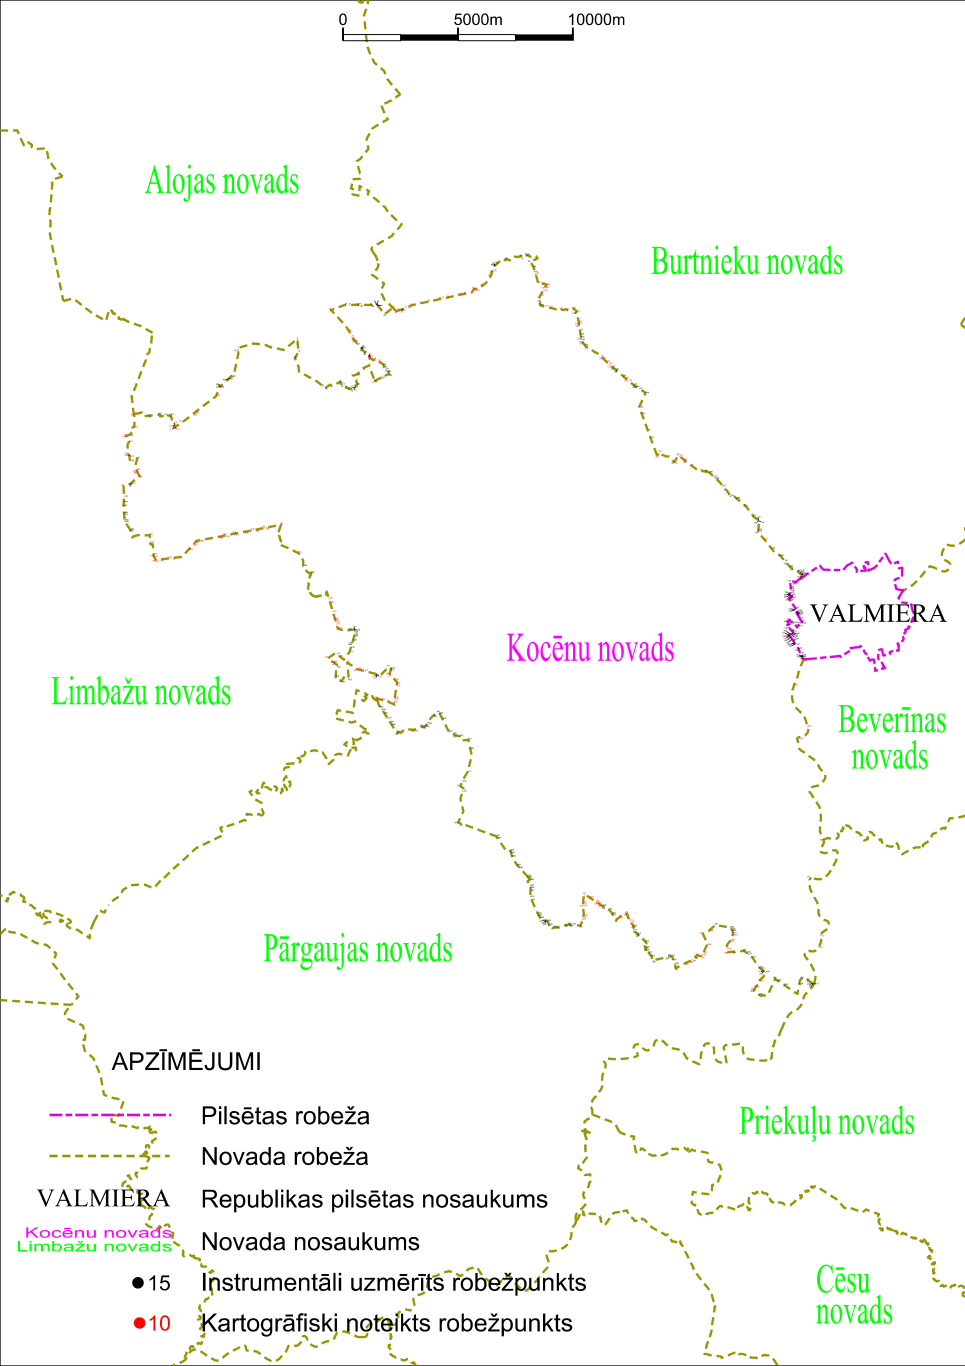 0 5000m 10000m
Alojas novads
Burtnieku novads
VALMIERA
Kocēnu novads
Limbažu novads
Beverīnas
novads
Pārgaujas novads
APZĪMĒJUMI
Pilsētas robeža
Priekuļu novads
Novada robeža
VALMIERA Republikas pilsētas nosaukums
Kocēnu novads
Limbažu novads
Novada nosaukums
Cēsu
novads
15 Instrumentāli uzmērīts robežpunkts
10 Kartogrāfiski noteikts robežpunkts